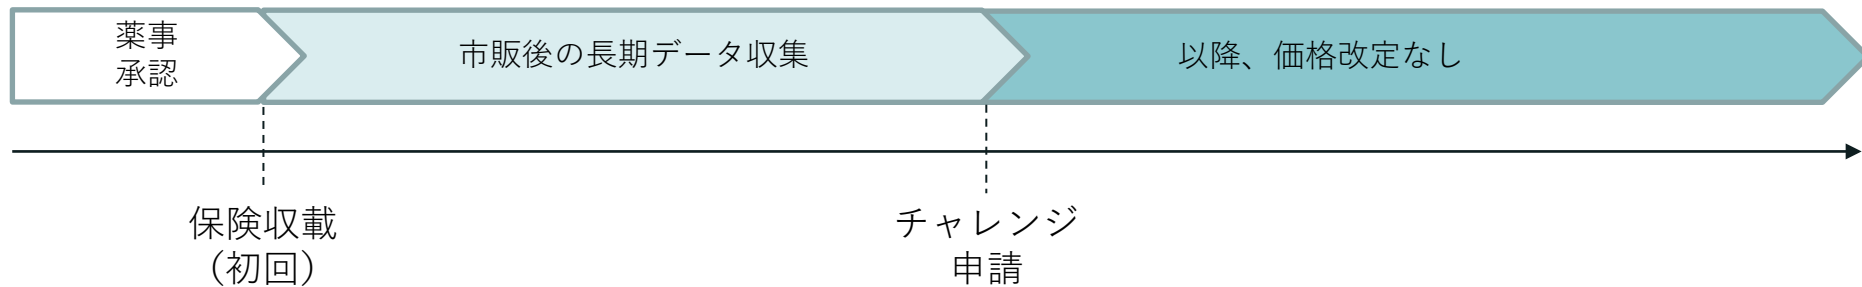 薬事
承認
市販後の長期データ収集
以降、価格改定なし
保険収載
（初回）
チャレンジ
申請